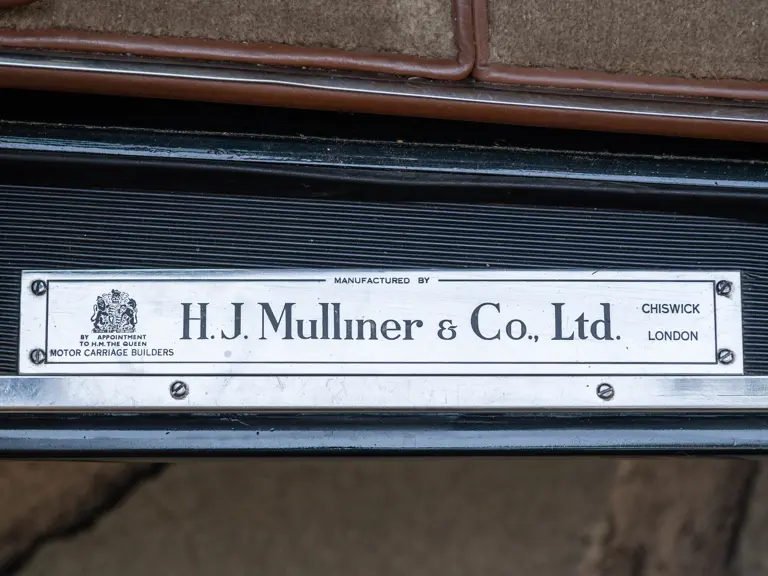 MANUFACTURED BY
H. J. Mulliner & Co., Ltd.
CHISWICK
LONDON
BY APPOINTMENT
TO H.M. THE QUEEN
MOTOR CARRIAGE BUILDERS